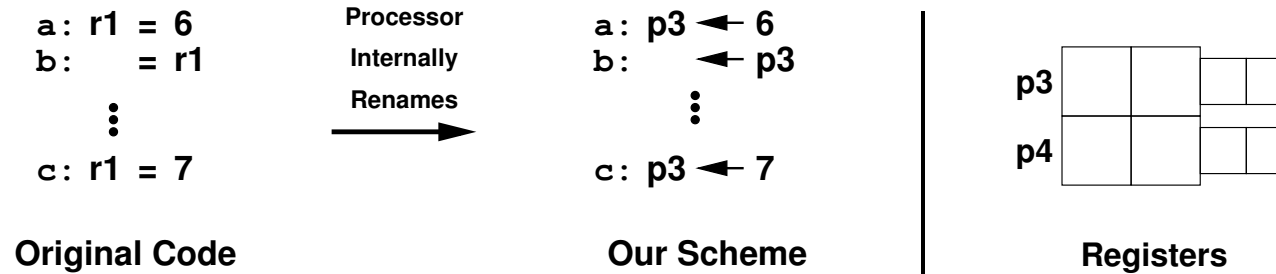 a: r1 = 6
b: = r1
c: r1 = 7
Original Code
Processor
Internally
Renames
a: p3 ← 6
b: ← p3
c: p3 ← 7
Our Scheme
p3
p4
Registers